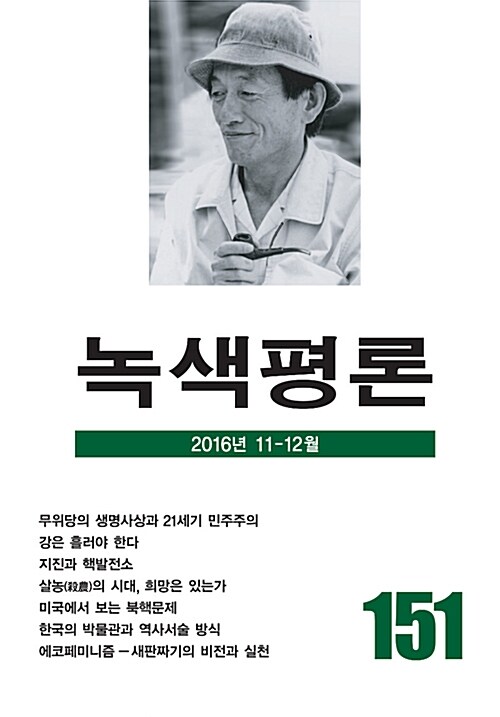 녹색평론
2016년 11-12월
무위당의 생명사상과 21세기 민주주의
강은 흘러야 한다
지진과 핵발전소
살농(殺農)의 시대, 희망은 있는가
미국에서 보는 북핵문제
한국의 박물관과 역사서술 방식
에코페미니즘 – 새판짜기의 비전과 실천
151